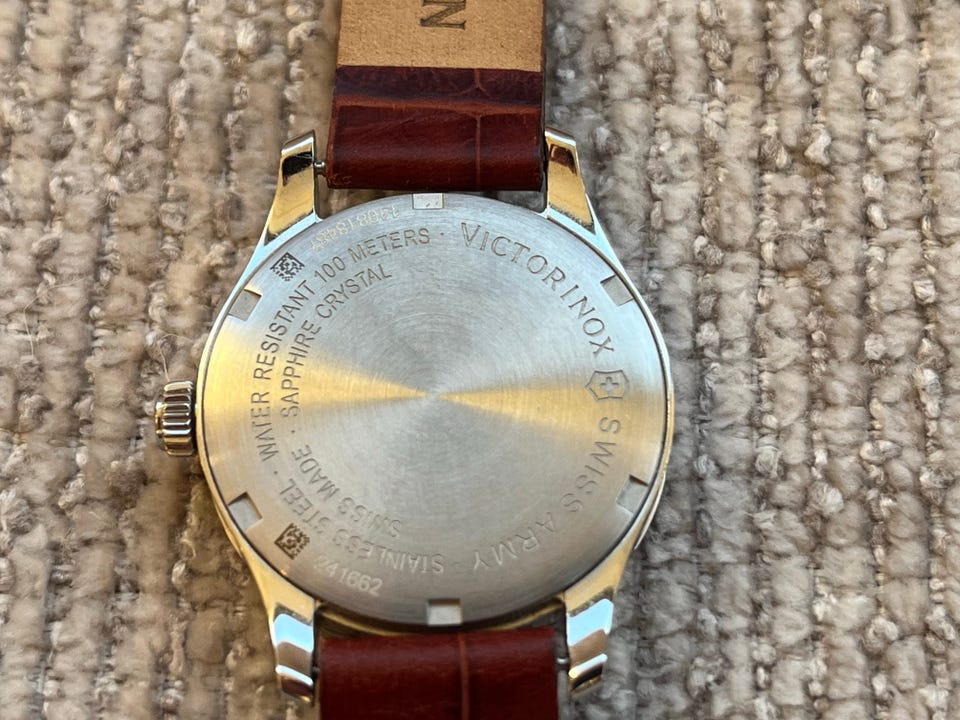 N
VICTORINOX SWISS ARMY · STAINLESS STEEL · WATER RESISTANT 100 METERS ·
SWISS MADE · SAPPHIRE CRYSTAL
241662